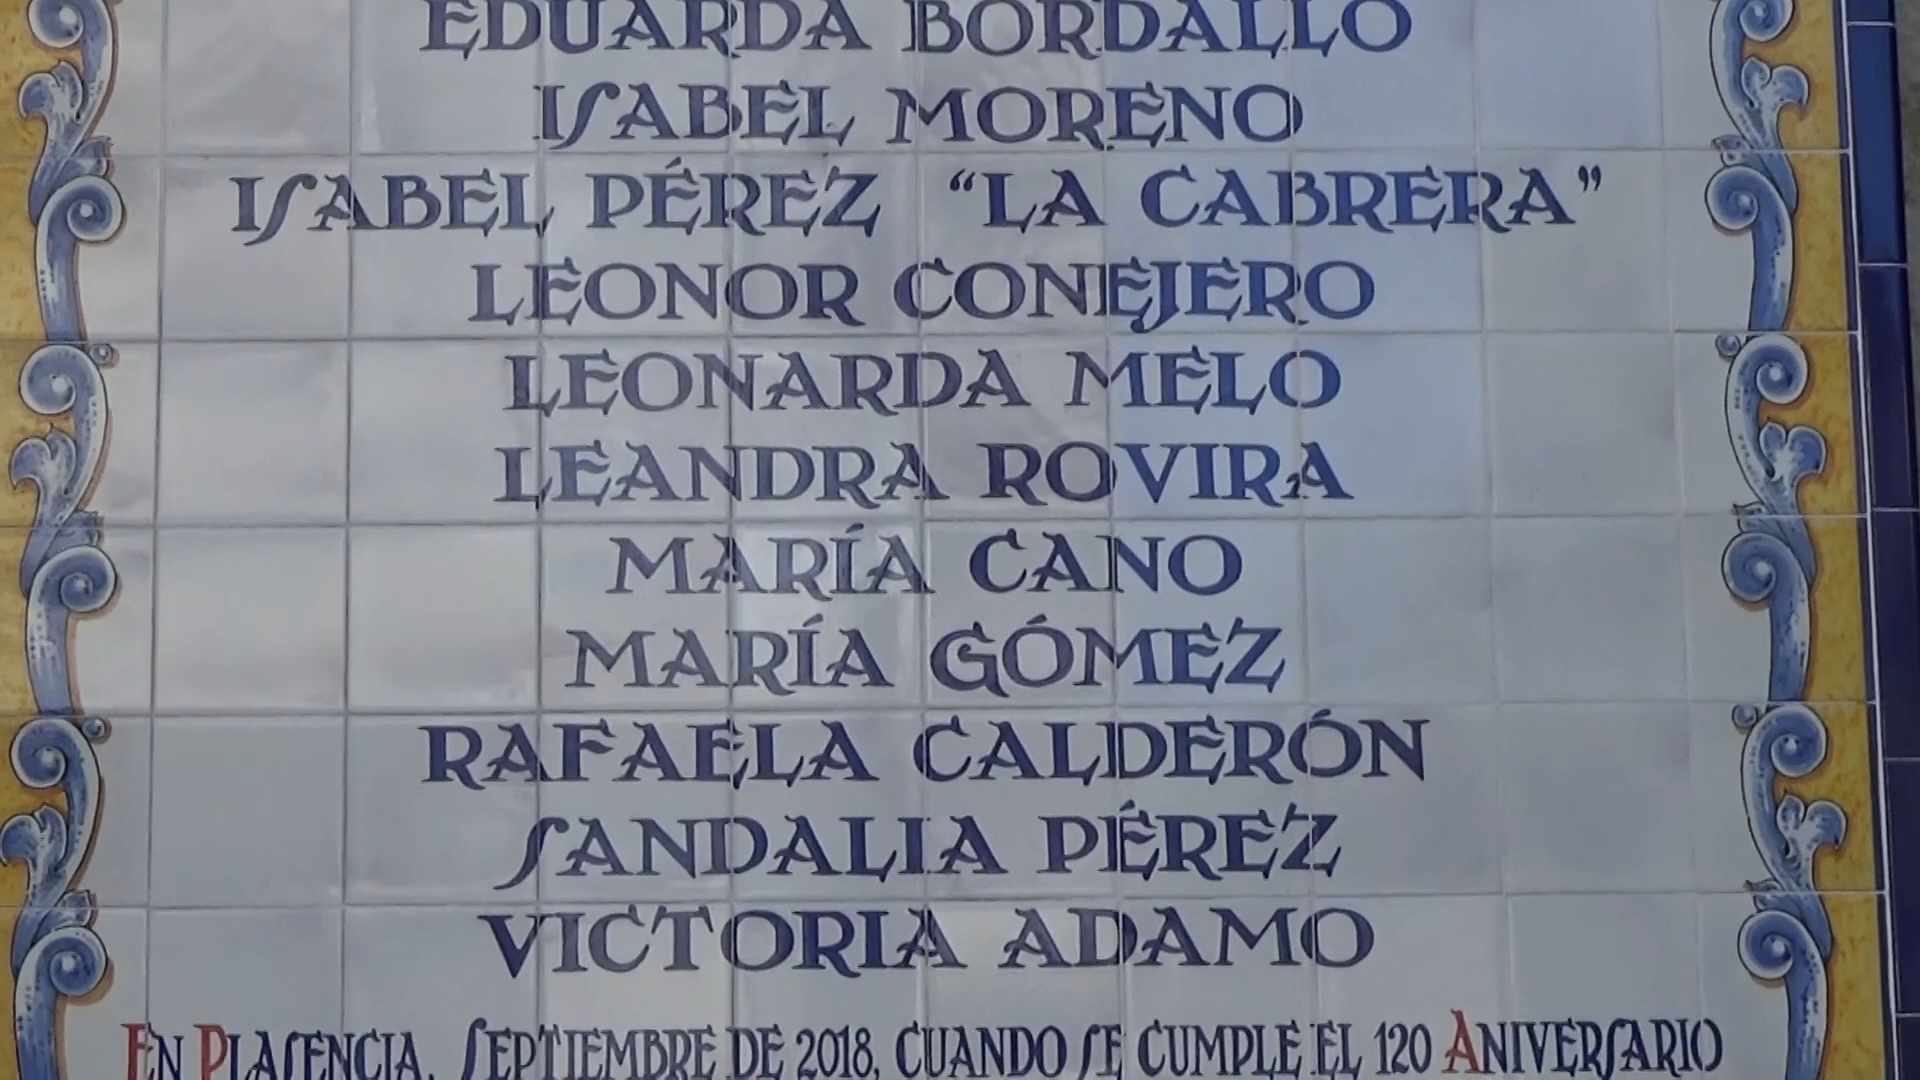 EDUARDA BORDALLO
ISABEL MORENO
ISABEL PÉREZ “LA CABRERA”
LEONOR CONEJERO
LEONARDA MELO
LEANDRA ROVIRA
MARÍA CANO
MARÍA GÓMEZ
RAFAELA CALDERÓN
SANDALIA PÉREZ
VICTORIA ADAMO
EN PLASENCIA, SEPTIEMBRE DE 2018, CUANDO SE CUMPLE EL 120 ANIVERSARIO